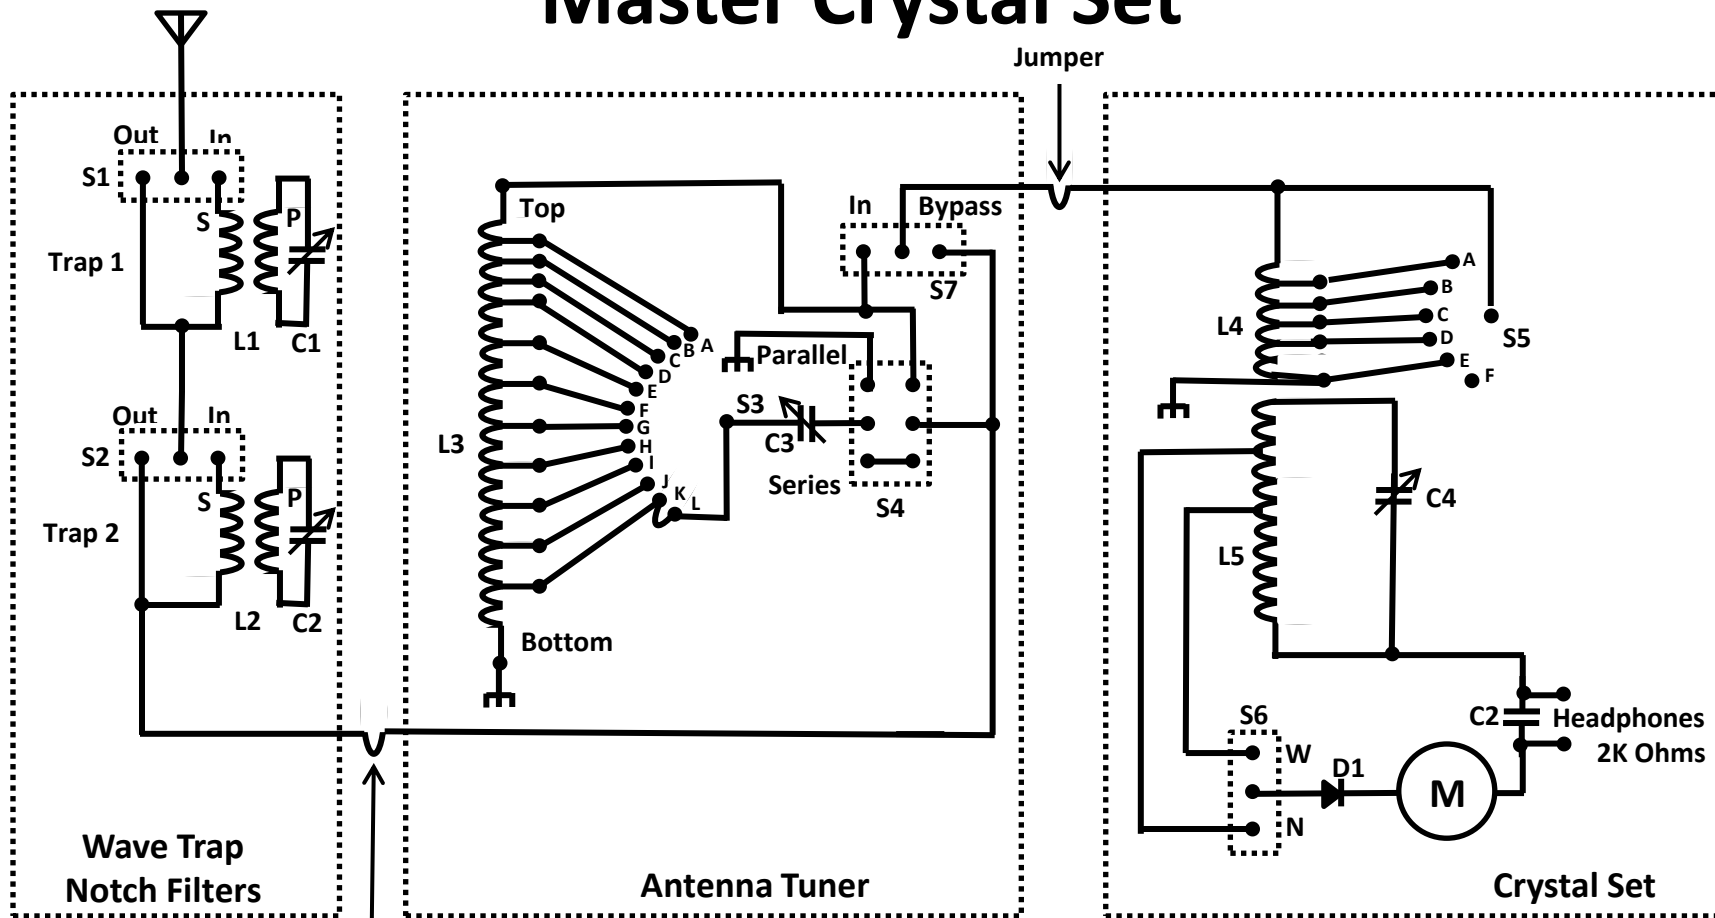 Master Crystal Set
Jumper
Out In
S1
S P
Trap 1
L1 C1
Out In
S2
S P
Trap 2
L2 C2
Wave Trap
Notch Filters
Top
In Bypass
S7
A
B
C
D
E
F
G
H
I
J
K
L
L3
Parallel
S3
C3
Series
S4
Bottom
Antenna Tuner
A
B
C
D
E
F
L4
S5
C4
L5
S6
W
N
D1
M
C2
Headphones
2K Ohms
Crystal Set